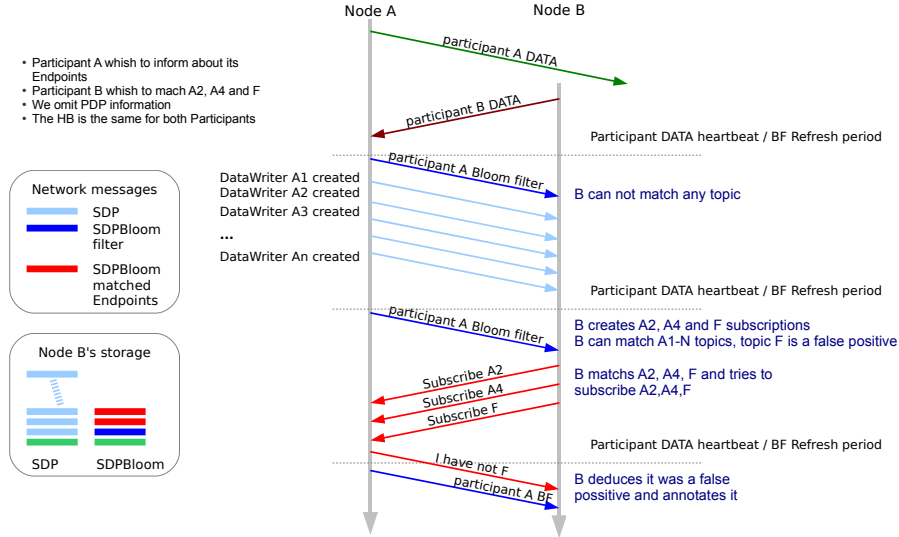 Node A
Node B
participant A DATA
• Participant A whish to inform about its
Endpoints
• Participant B whish to mach A2, A4 and F
• We omit PDP information
• The HB is the same for both Participants
participant B DATA
Participant DATA heartbeat / BF Refresh period
participant A Bloom filter
Network messages
SDP
SDPBloom
filter
SDPBloom
matched
Endpoints
DataWriter A1 created
DataWriter A2 created
DataWriter A3 created
...
DataWriter An created
B can not match any topic
Participant DATA heartbeat / BF Refresh period
participant A Bloom filter
B creates A2, A4 and F subscriptions
B can match A1-N topics, topic F is a false positive
Node B's storage
SDP
SDPBloom
Subscribe A2
Subscribe A4
Subscribe F
B matchs A2, A4, F and tries to
subscribe A2,A4,F
Participant DATA heartbeat / BF Refresh period
I have not F
participant A BF
B deduces it was a false
possitive and annotates it